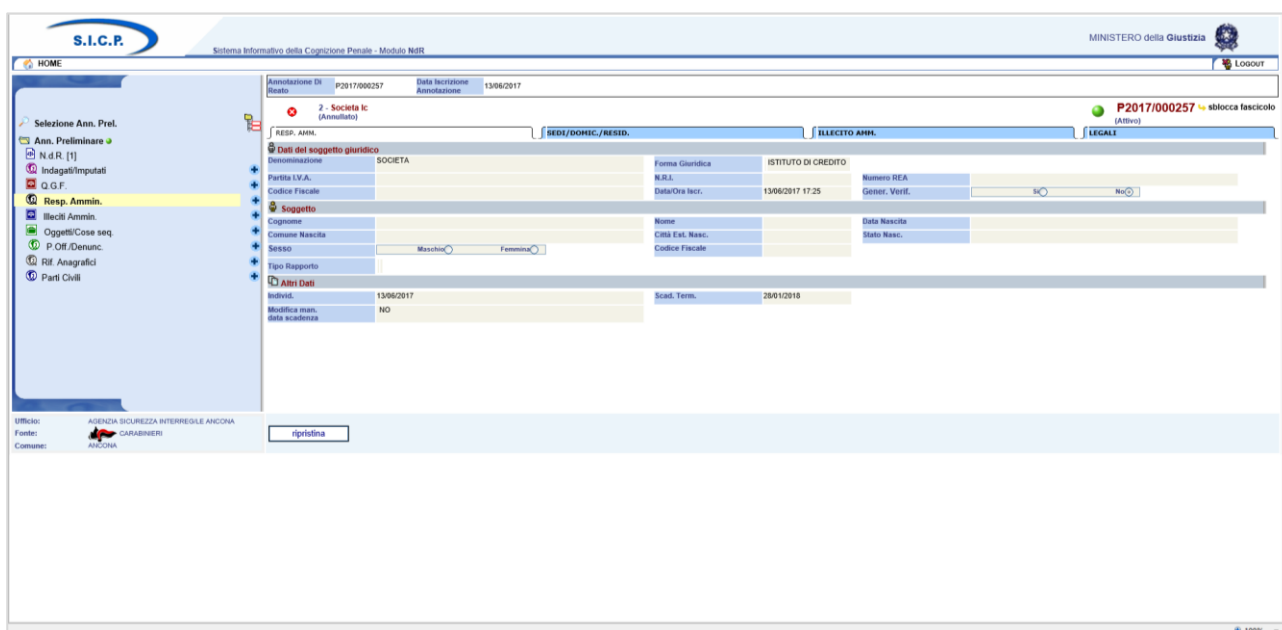 S.I.C.P.
Sistema Informativo della Cognizione Penale - Modulo NdR
MINISTERO della Giustizia
HOME
LOGOUT
Annotazione Di Reato P2017/000257 Data Iscrizione Annotazione 13/06/2017
2 - Societa Ic
(Annullato)
P2017/000257 sblocca fascicolo
(Attivo)
Selezione Ann. Prel.
Ann. Preliminare
N.d.R. [1]
Indagati/Imputati
Q.G.F.
Resp. Ammin.
Illeciti Ammin.
Oggetti/Cose seq.
P.Off./Denunc.
Rif. Anagrafici
Parti Civili
RESP. AMM. SEDI/DOMIC./RESID. ILLECITO AMM. LEGALI
Dati del soggetto giuridico
Denominazione SOCIETA Forma Giuridica ISTITUTO DI CREDITO
Partita I.V.A. N.R.I. Numero REA
Codice Fiscale Data/Ora Iscr. 13/06/2017 17:25 Gener. Verif. Sì No
Soggetto
Cognome Nome Data Nascita
Comune Nascita Città Est. Nasc. Stato Nasc.
Sesso Maschio Femmina Codice Fiscale
Tipo Rapporto
Altri Dati
Individ. 13/06/2017 Scad. Term. 28/01/2018
Modifica man. data scadenza NO
Ufficio: AGENZIA SICUREZZA INTERREG/LE ANCONA
Fonte: CARABINIERI
Comune: ANCONA
ripristina
100%